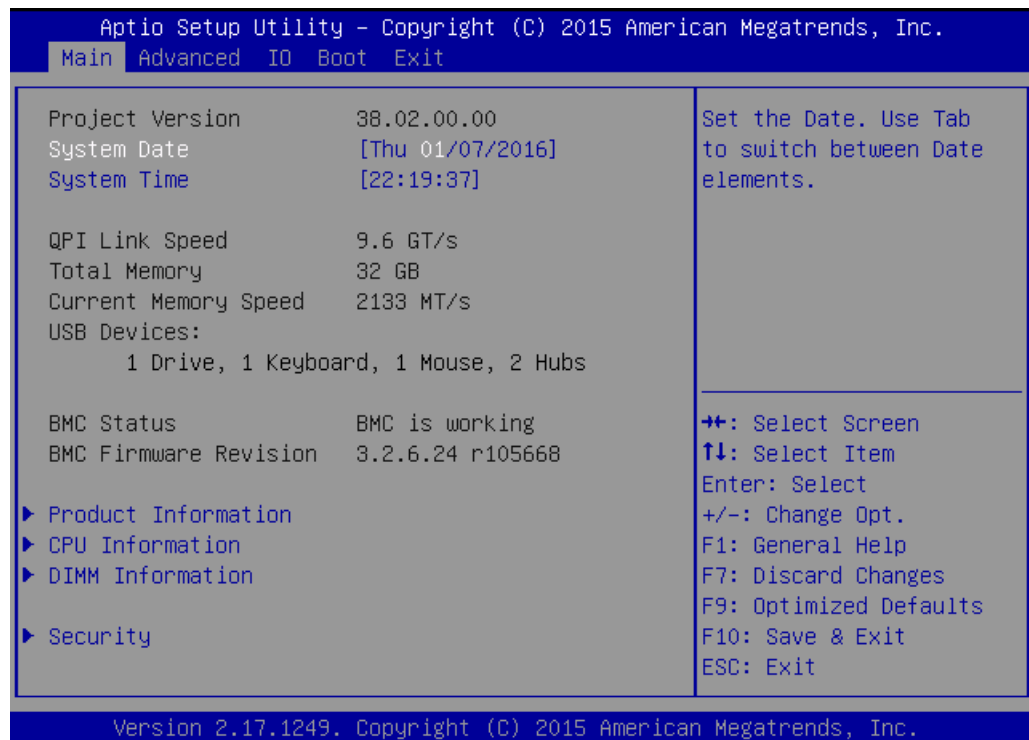 Aptio Setup Utility – Copyright (C) 2015 American Megatrends, Inc.
Main Advanced IO Boot Exit
Project Version 38.02.00.00
System Date [Thu 01/07/2016]
System Time [22:19:37]
QPI Link Speed 9.6 GT/s
Total Memory 32 GB
Current Memory Speed 2133 MT/s
USB Devices:
1 Drive, 1 Keyboard, 1 Mouse, 2 Hubs
BMC Status BMC is working
BMC Firmware Revision 3.2.6.24 r105668
▶ Product Information
▶ CPU Information
▶ DIMM Information
▶ Security
Set the Date. Use Tab
to switch between Date
elements.
→←: Select Screen
↑↓: Select Item
Enter: Select
+/-: Change Opt.
F1: General Help
F7: Discard Changes
F9: Optimized Defaults
F10: Save & Exit
ESC: Exit
Version 2.17.1249. Copyright (C) 2015 American Megatrends, Inc.